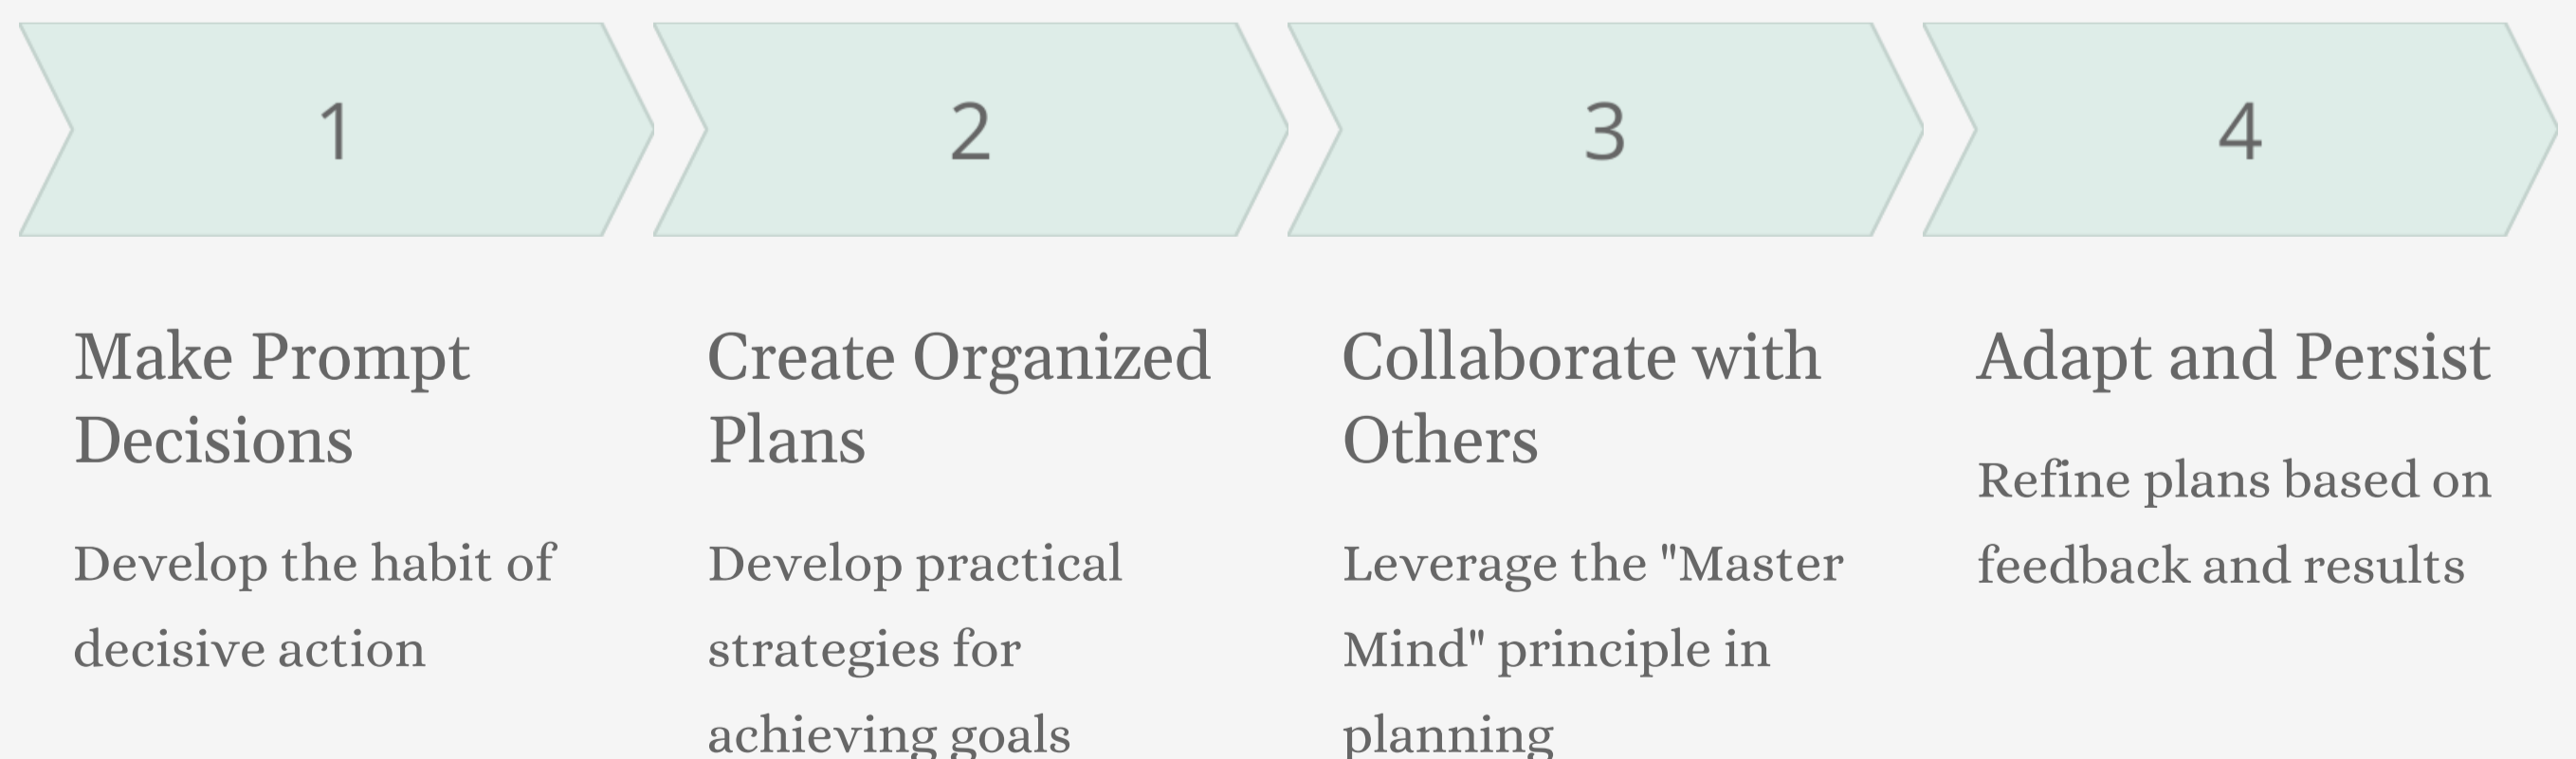 1
2
3
4
Make Prompt
Decisions
Develop the habit of
decisive action
Create Organized
Plans
Develop practical
strategies for
achieving goals
Collaborate with
Others
Leverage the "Master
Mind" principle in
planning
Adapt and Persist
Refine plans based on
feedback and results